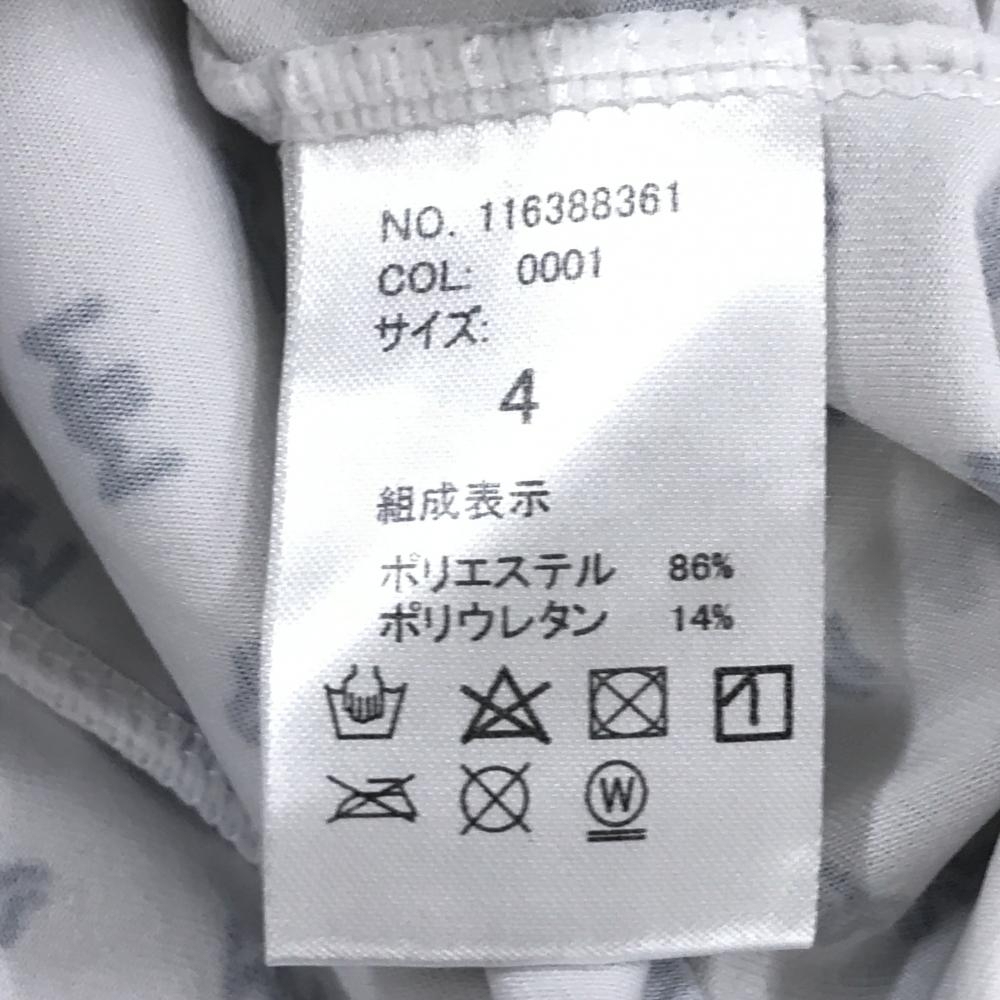 NO. 116388361
COL: 0001
サイズ:
4
組成表示
ポリエステル 86%
ポリウレタン 14%
W